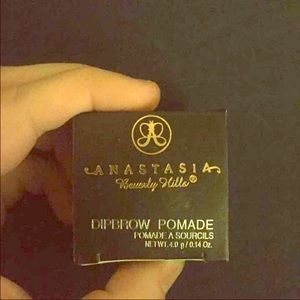 ANASTASIA
Beverly Hills®
DIPBROW POMADE
POMADE A SOURCILS
NET WT. 4.0 g / 0.14 Oz.